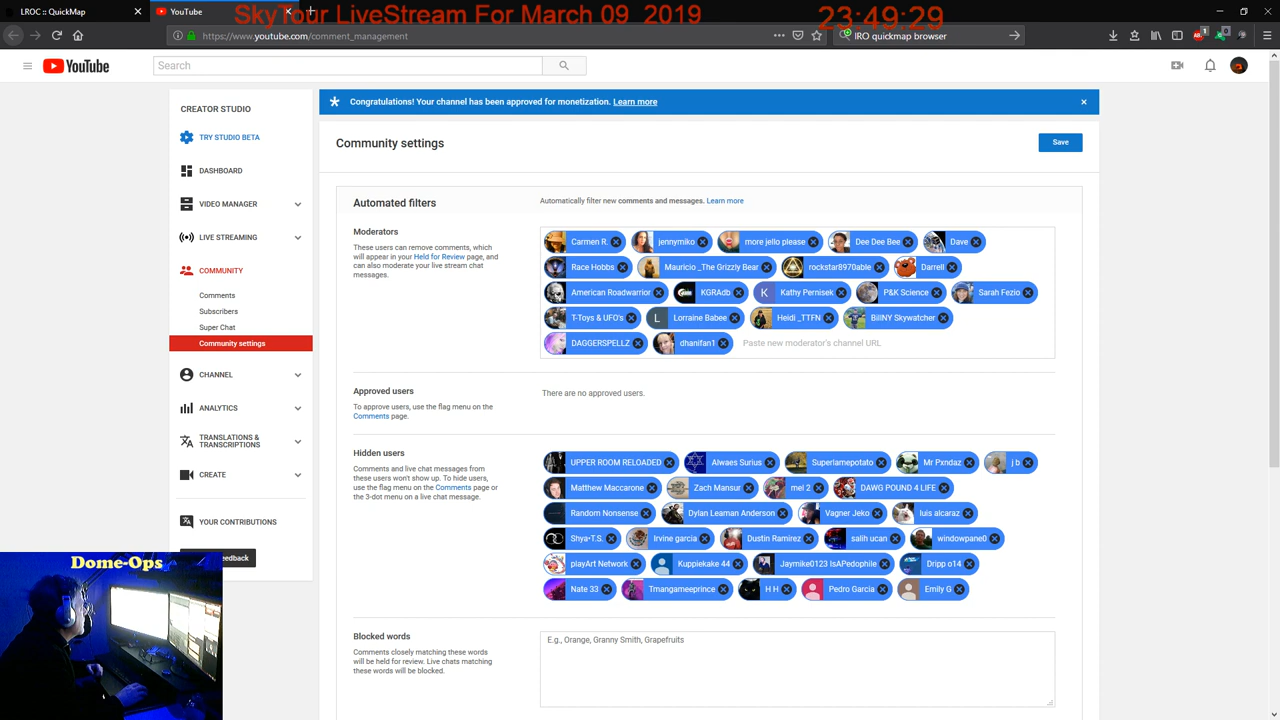 SkyTour LiveStream For March 09 2019
23:49:29
LROC :: QuickMap
YouTube
https://www.youtube.com/comment_management
IRO quickmap browser
YouTube
Search
CREATOR STUDIO
TRY STUDIO BETA
DASHBOARD
VIDEO MANAGER
LIVE STREAMING
COMMUNITY
Comments
Subscribers
Super Chat
Community settings
CHANNEL
ANALYTICS
TRANSLATIONS &
TRANSCRIPTIONS
CREATE
YOUR CONTRIBUTIONS
eedback
Dome-Ops
Congratulations! Your channel has been approved for monetization. Learn more
Community settings
Save
Automated filters
Automatically filter new comments and messages. Learn more
Moderators
These users can remove comments, which
will appear in your Held for Review page, and
can also moderate your live stream chat
messages.
Carmen R. jennymiko more jello please Dee Dee Bee Dave
Race Hobbs Mauricio _The Grizzly Bear rockstar8970able Darrell
American Roadwarrior KGRAdb K Kathy Pernisek P&K Science Sarah Fezio
T-Toys & UFO's L Lorraine Babee Heidi _TTFN BillNY Skywatcher
DAGGERSPELLZ dhanifan1 Paste new moderator's channel URL
Approved users
To approve users, use the flag menu on the
Comments page.
There are no approved users.
Hidden users
Comments and live chat messages from
these users won't show up. To hide users,
use the flag menu on the Comments page or
the 3-dot menu on a live chat message.
UPPER ROOM RELOADED Alwaes Surius Superlamepotato Mr Pxndaz j b
Matthew Maccarone Zach Mansur mel 2 DAWG POUND 4 LIFE
Random Nonsense Dylan Leaman Anderson Vagner Jeko luis alcaraz
Shya•T.S. Irvine garcia Dustin Ramirez salih ucan windowpane0
playArt Network Kuppiekake 44 Jaymike0123 IsAPedophile Dripp o14
Nate 33 Tmangameeprince H H Pedro Garcia Emily G
Blocked words
Comments closely matching these words
will be held for review. Live chats matching
these words will be blocked.
E.g., Orange, Granny Smith, Grapefruits